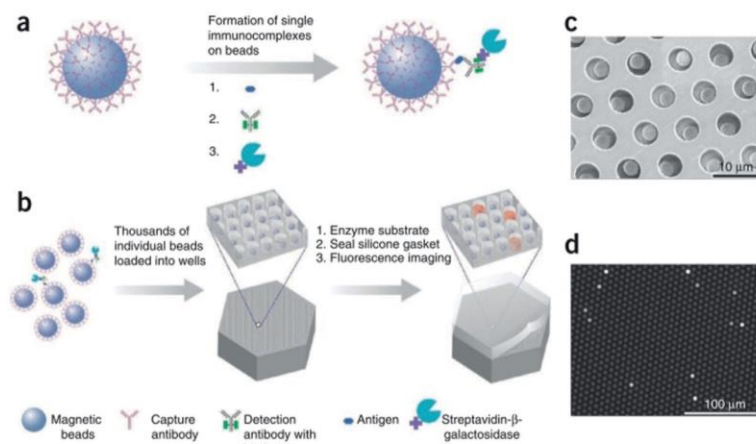 a
Formation of single
immunocomplexes
on beads
1.
2.
3.
b
Thousands of
individual beads
loaded into wells
1. Enzyme substrate
2. Seal silicone gasket
3. Fluorescence imaging
c
10 μm
d
100 μm
Magnetic
beads
Capture
antibody
Detection
antibody with
Antigen
Streptavidin-β-
galactosidase